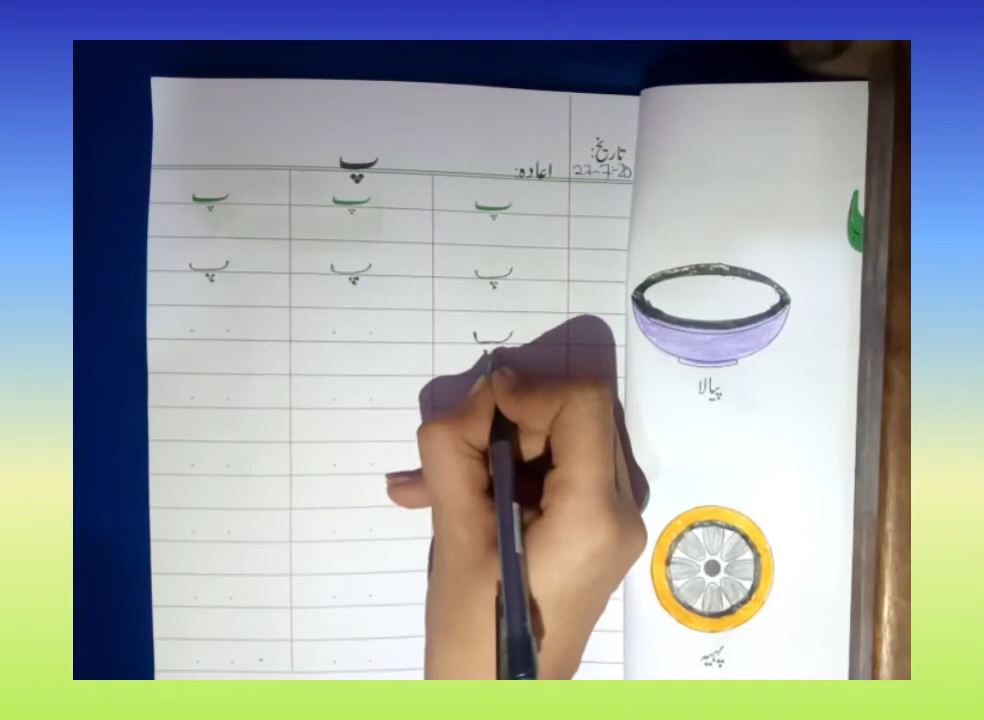 تاریخ:
27-7-20
اعادہ:
پ
پ پ پ
پ پ پ
پیالا
پہیہ